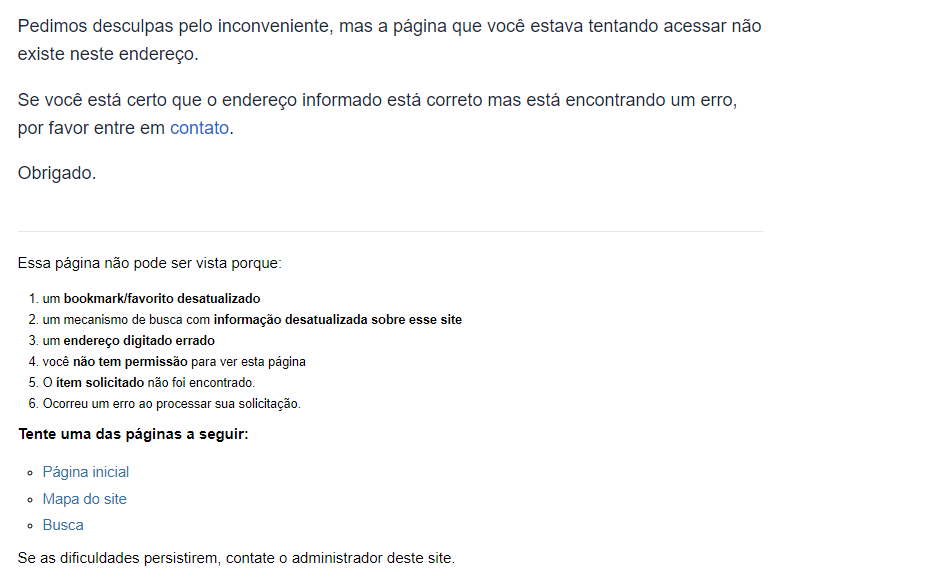 Pedimos desculpas pelo inconveniente, mas a página que você estava tentando acessar não
existe neste endereço.
Se você está certo que o endereço informado está correto mas está encontrando um erro,
por favor entre em contato.
Obrigado.
Essa página não pode ser vista porque:
1. um bookmark/favorito desatualizado
2. um mecanismo de busca com informação desatualizada sobre esse site
3. um endereço digitado errado
4. você não tem permissão para ver esta página
5. O ítem solicitado não foi encontrado.
6. Ocorreu um erro ao processar sua solicitação.
Tente uma das páginas a seguir:
Página inicial
Mapa do site
Busca
Se as dificuldades persistirem, contate o administrador deste site.